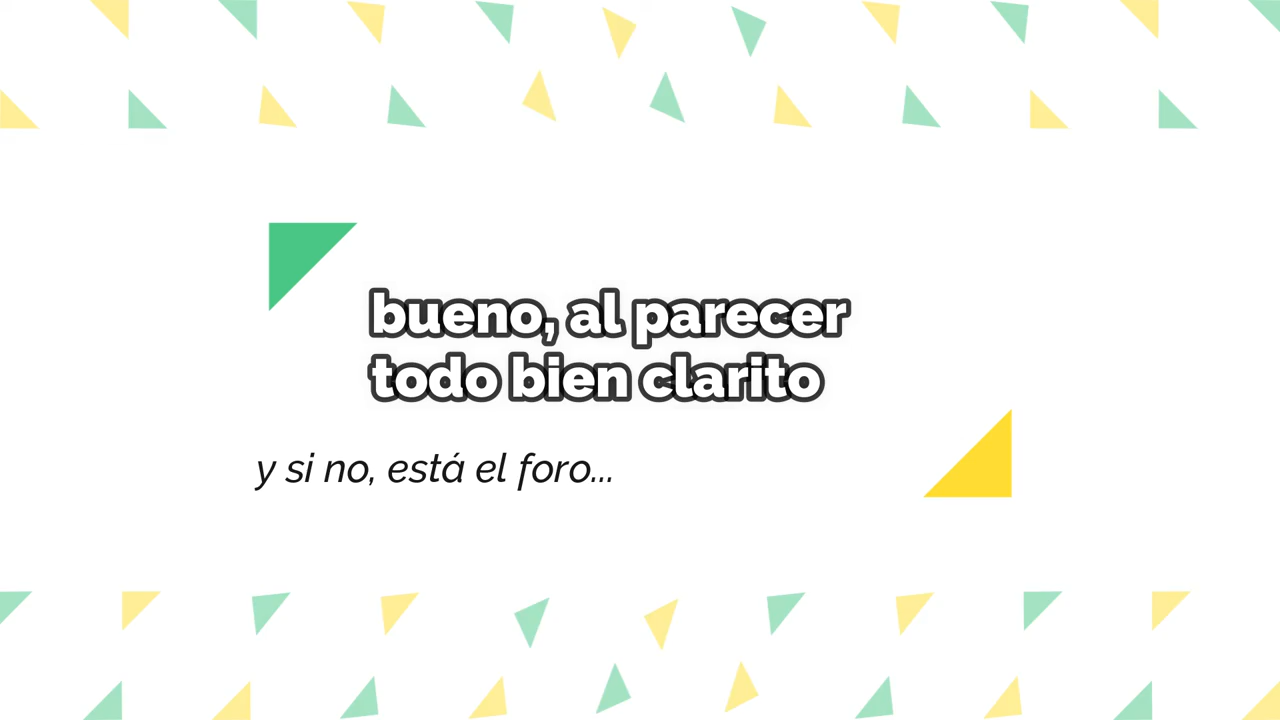 bueno, al parecer
todo bien clarito
y si no, está el foro...